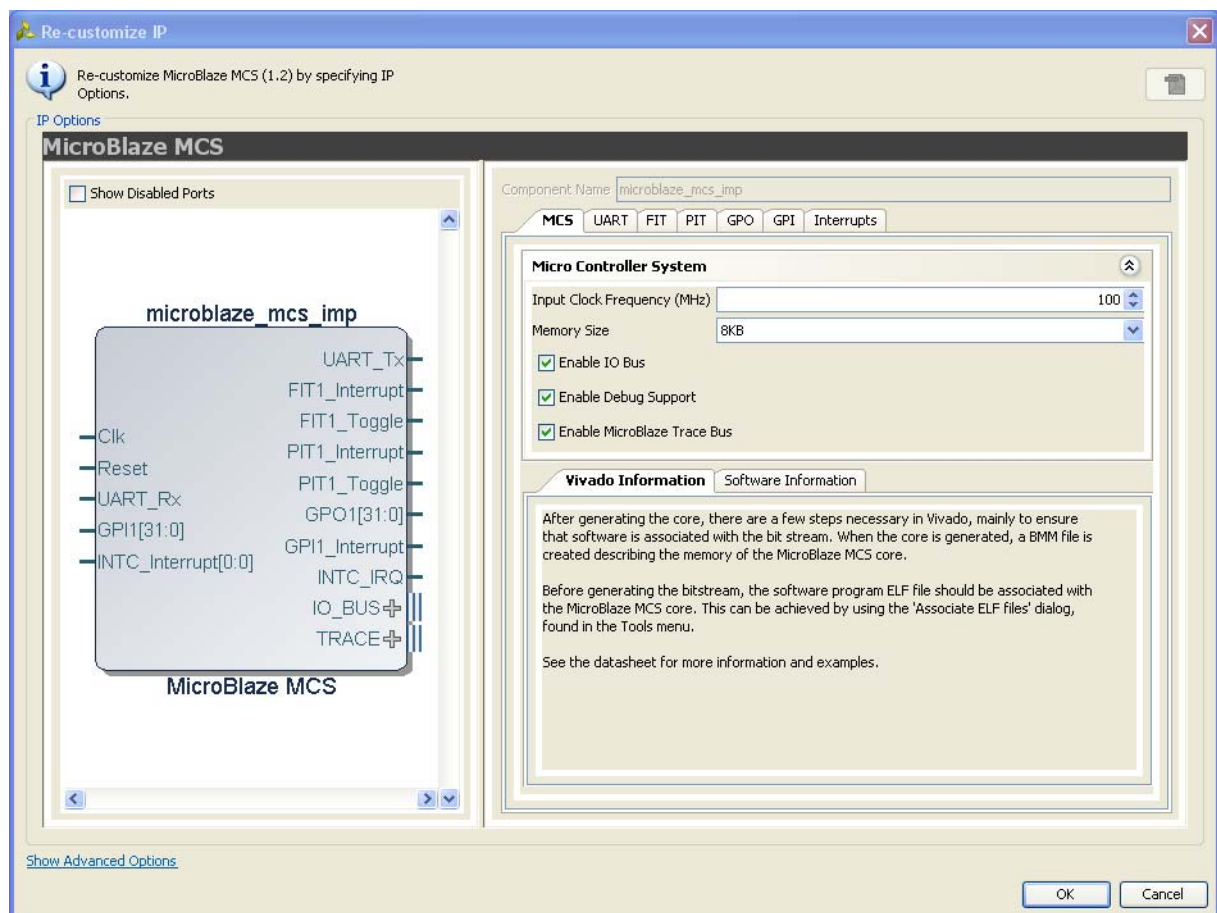 Re-customize IP
Re-customize MicroBlaze MCS (1.2) by specifying IP
Options.
IP Options
MicroBlaze MCS
Show Disabled Ports
microblaze_mcs_imp
UART_Tx
FIT1_Interrupt
FIT1_Toggle
PIT1_Interrupt
PIT1_Toggle
GPO1[31:0]
GPI1_Interrupt
INTC_IRQ
IO_BUS
TRACE
Clk
Reset
UART_Rx
GPI1[31:0]
INTC_Interrupt[0:0]
MicroBlaze MCS
Component Name microblaze_mcs_imp
MCS UART FIT PIT GPO GPI Interrupts
Micro Controller System
Input Clock Frequency (MHz) 100
Memory Size 8KB
Enable IO Bus
Enable Debug Support
Enable MicroBlaze Trace Bus
Vivado Information Software Information
After generating the core, there are a few steps necessary in Vivado, mainly to ensure
that software is associated with the bit stream. When the core is generated, a BMM file is
created describing the memory of the MicroBlaze MCS core.
Before generating the bitstream, the software program ELF file should be associated with
the MicroBlaze MCS core. This can be achieved by using the 'Associate ELF files' dialog,
found in the Tools menu.
See the datasheet for more information and examples.
Show Advanced Options
OK Cancel